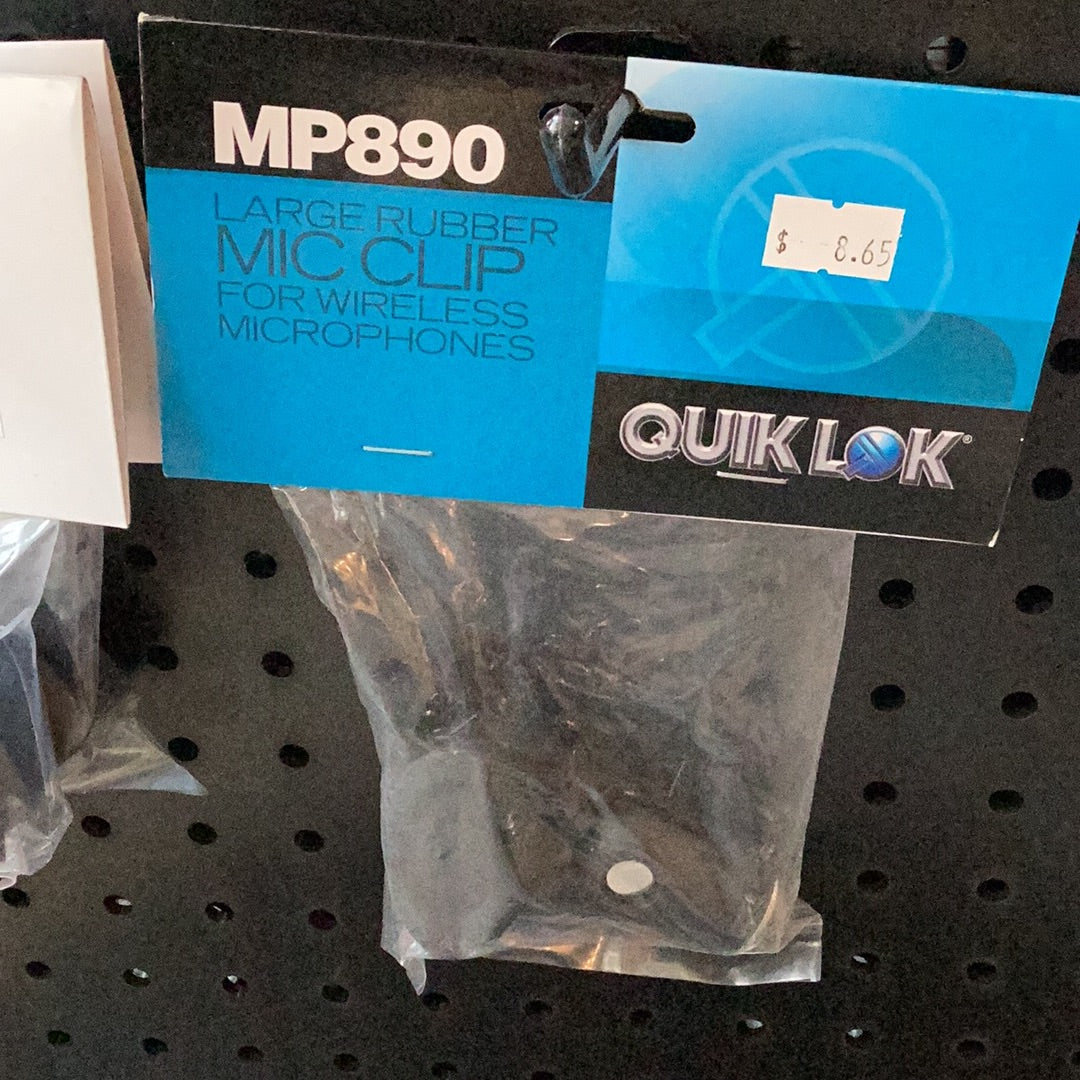 MP890
LARGE RUBBER
MIC CLIP
FOR WIRELESS
MICROPHONES
$ 8.65
QUIK LOK®